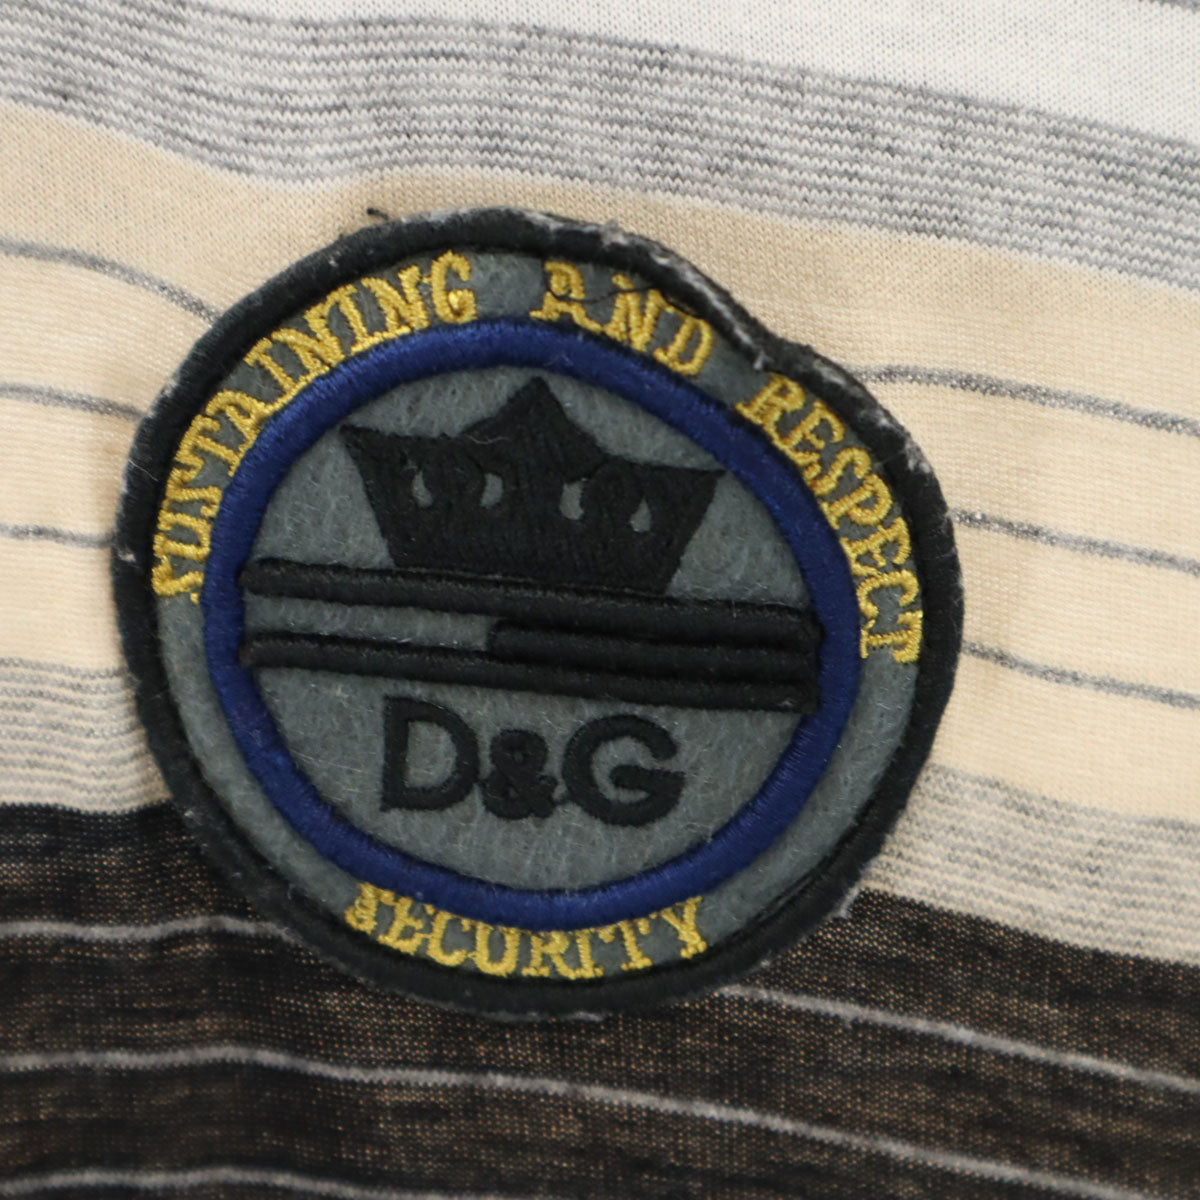 SUSTAINING AND RESPECT
D&G
SECURITY